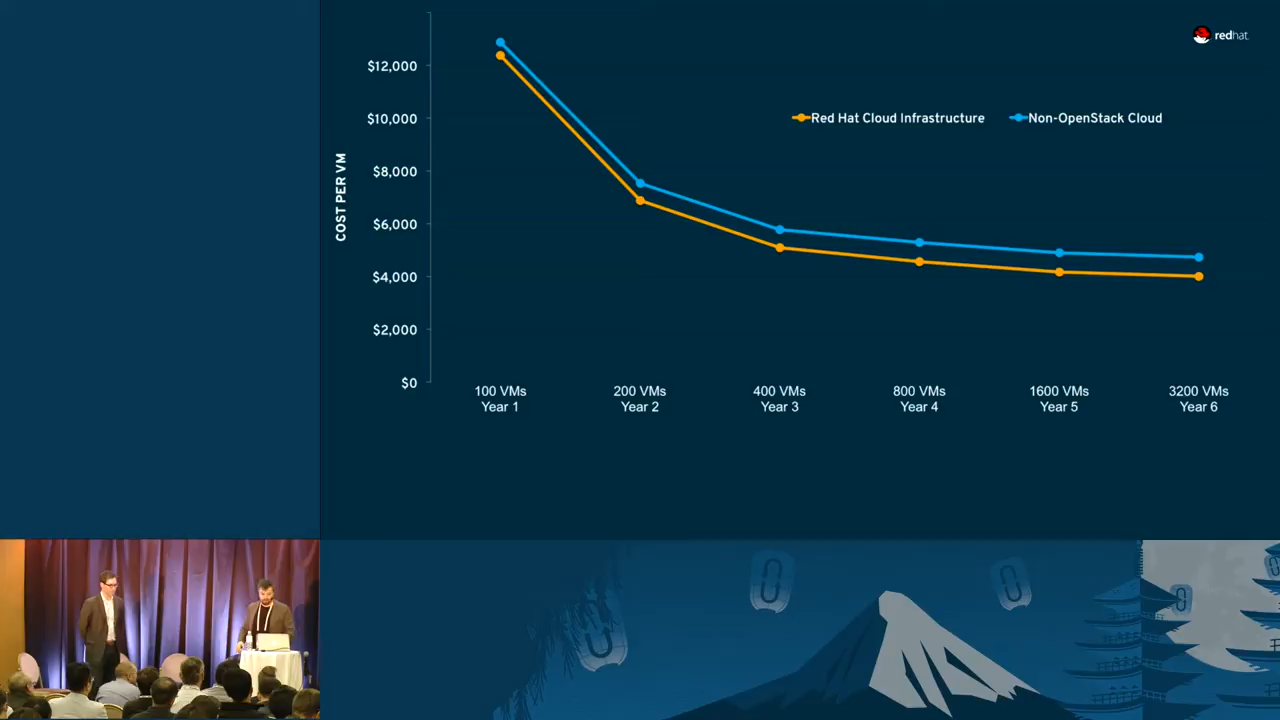 redhat.
$12,000
$10,000
$8,000
$6,000
$4,000
$2,000
$0
COST PER VM
Red Hat Cloud Infrastructure
Non-OpenStack Cloud
100 VMs
Year 1
200 VMs
Year 2
400 VMs
Year 3
800 VMs
Year 4
1600 VMs
Year 5
3200 VMs
Year 6